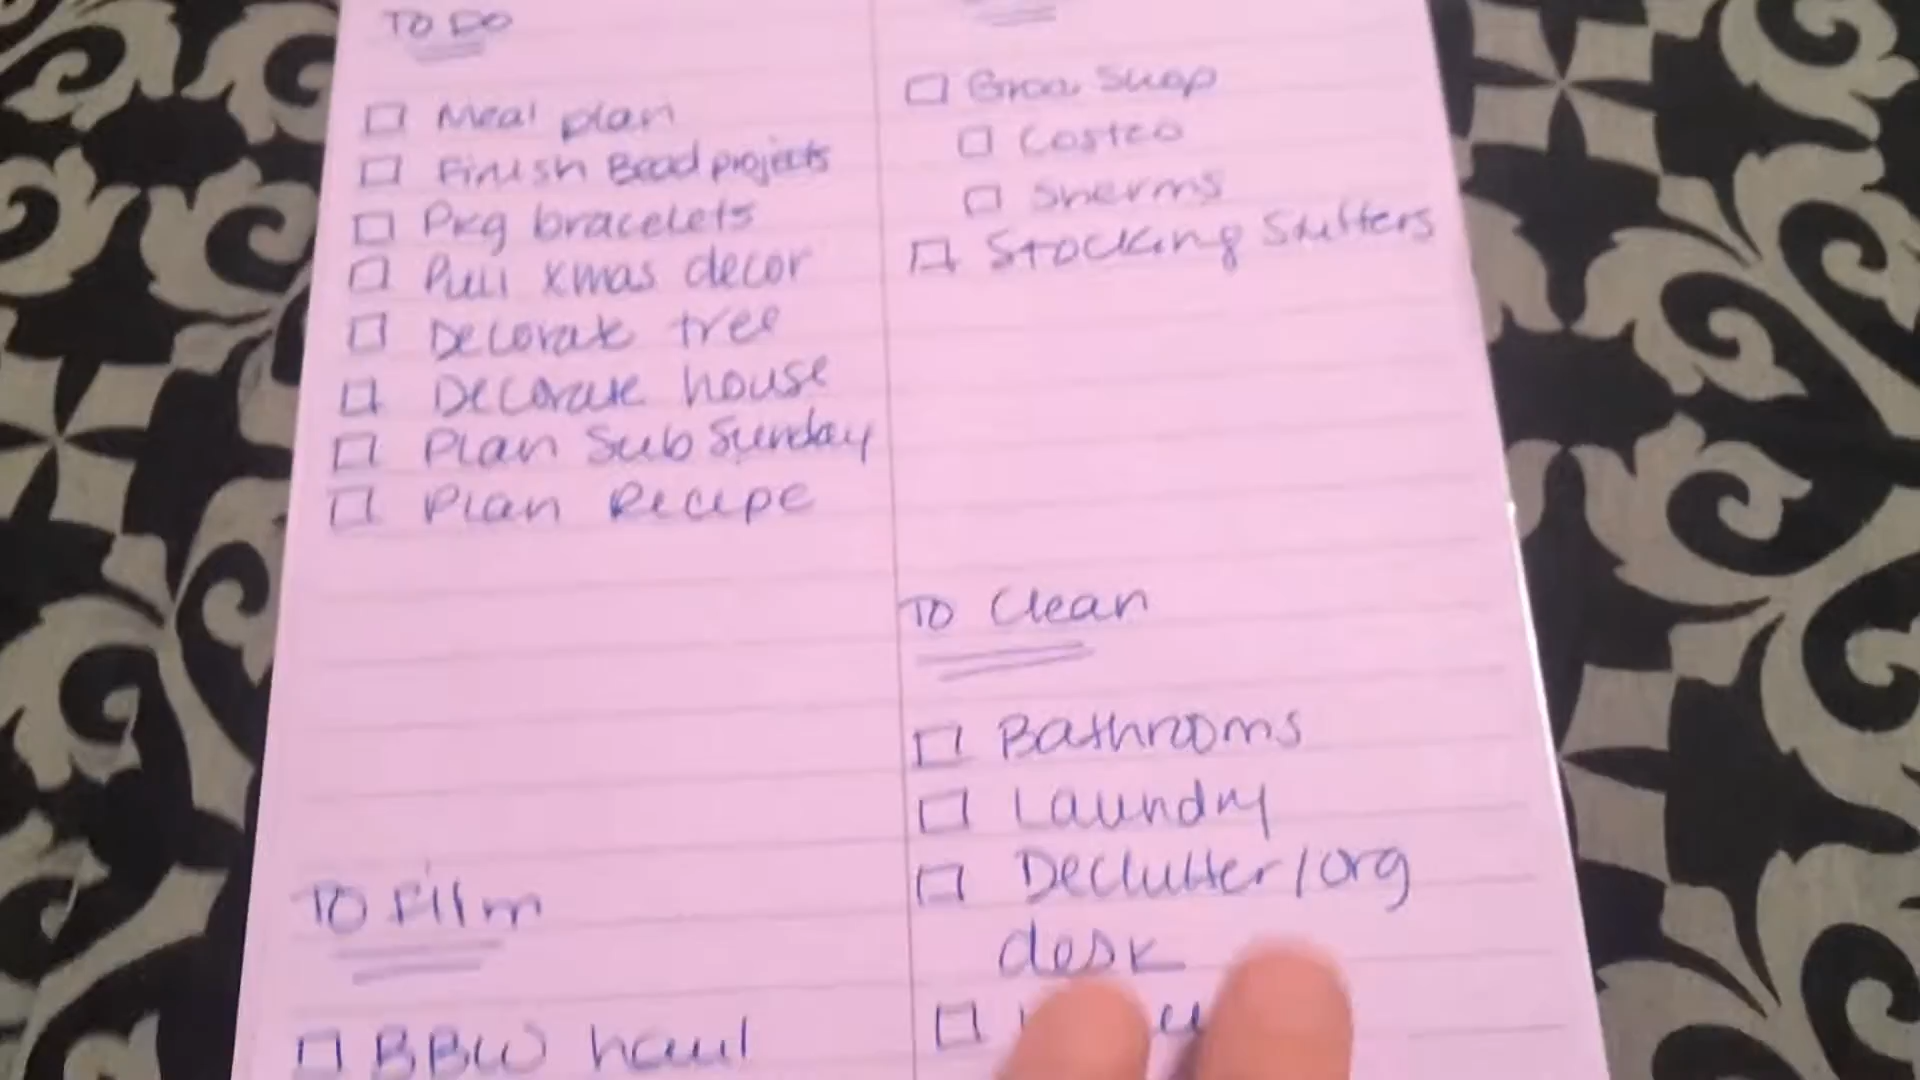 To Do
Meal plan
Finish Bead projects
Pkg bracelets
Pull xmas decor
Decorate tree
Decorate house
Plan Sub Sunday
Plan Recipe
To Film
BBW haul
Shop
Costco
Sherms
Stocking Stuffers
To Clean
Bathrooms
Laundry
Declutter/org
desk